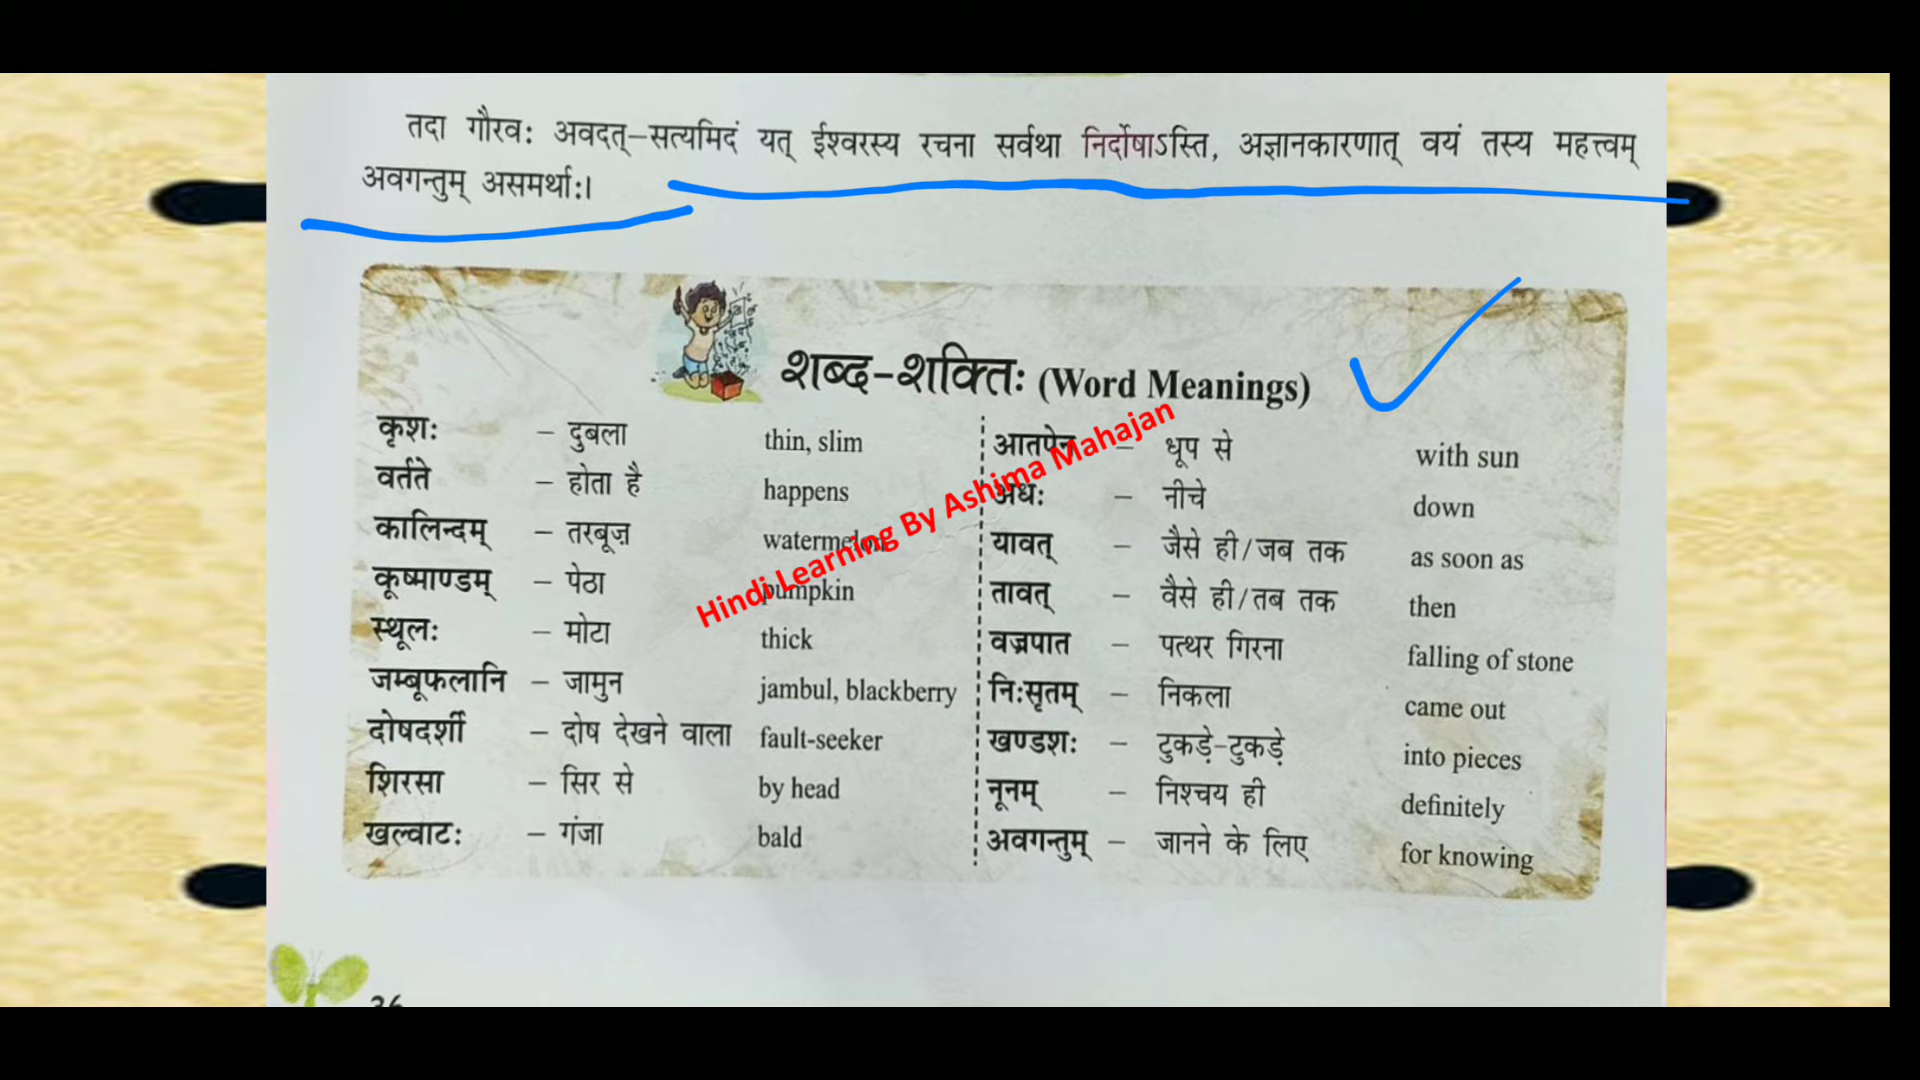 तदा गौरवः अवदत्–सत्यमिदं यत् ईश्वरस्य रचना सर्वथा निर्दोषाऽस्ति, अज्ञानकारणात् वयं तस्य महत्त्वम्
अवगन्तुम् असमर्थाः।
शब्द-शक्तिः (Word Meanings)
कृशः – दुबला thin, slim
वर्तते – होता है happens
कालिन्दम् – तरबूज़ watermelon
कूष्माण्डम् – पेठा pumpkin
स्थूलः – मोटा thick
जम्बूफलानि – जामुन jambul, blackberry
दोषदर्शी – दोष देखने वाला fault-seeker
शिरसा – सिर से by head
खल्वाटः – गंजा bald
आतपेन – धूप से with sun
अधः – नीचे down
यावत् – जैसे ही/जब तक as soon as
तावत् – वैसे ही/तब तक then
वज्रपात – पत्थर गिरना falling of stone
निःसृतम् – निकला came out
खण्डशः – टुकड़े-टुकड़े into pieces
नूनम् – निश्चय ही definitely
अवगन्तुम् – जानने के लिए for knowing
Hindi Learning By Ashima Mahajan